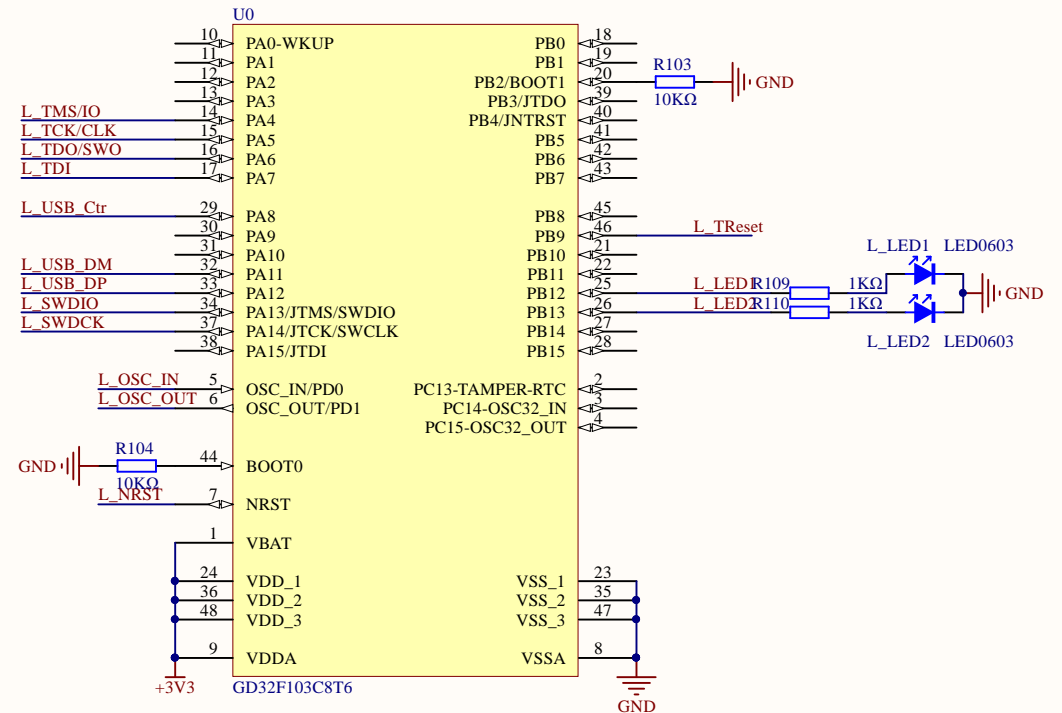 U0
10 PA0-WKUP PB0 18
11 PA1 PB1 19
12 PA2 PB2/BOOT1 20 R103 10KΩ GND
13 PA3 PB3/JTDO 39
L_TMS/IO 14 PA4 PB4/JNTRST 40
L_TCK/CLK 15 PA5 PB5 41
L_TDO/SWO 16 PA6 PB6 42
L_TDI 17 PA7 PB7 43
L_USB_Ctr 29 PA8 PB8 45
30 PA9 PB9 46 L_TReset
31 PA10 PB10 21
L_LED1 LED0603
L_USB_DM 32 PA11 PB11 22
L_USB_DP 33 PA12 PB12 25 L_LED1 R109 1KΩ GND
L_SWDIO 34 PA13/JTMS/SWDIO PB13 26 L_LED2 R110 1KΩ
L_SWDCK 37 PA14/JTCK/SWCLK PB14 27
L_LED2 LED0603
38 PA15/JTDI PB15 28
L_OSC_IN 5 OSC_IN/PD0 PC13-TAMPER-RTC 2
L_OSC_OUT 6 OSC_OUT/PD1 PC14-OSC32_IN 3
PC15-OSC32_OUT 4
R104
GND 44 BOOT0
10KΩ
L_NRST 7 NRST
1 VBAT
24 VDD_1 VSS_1 23
36 VDD_2 VSS_2 35
48 VDD_3 VSS_3 47
9 VDDA VSSA 8
+3V3 GD32F103C8T6
GND